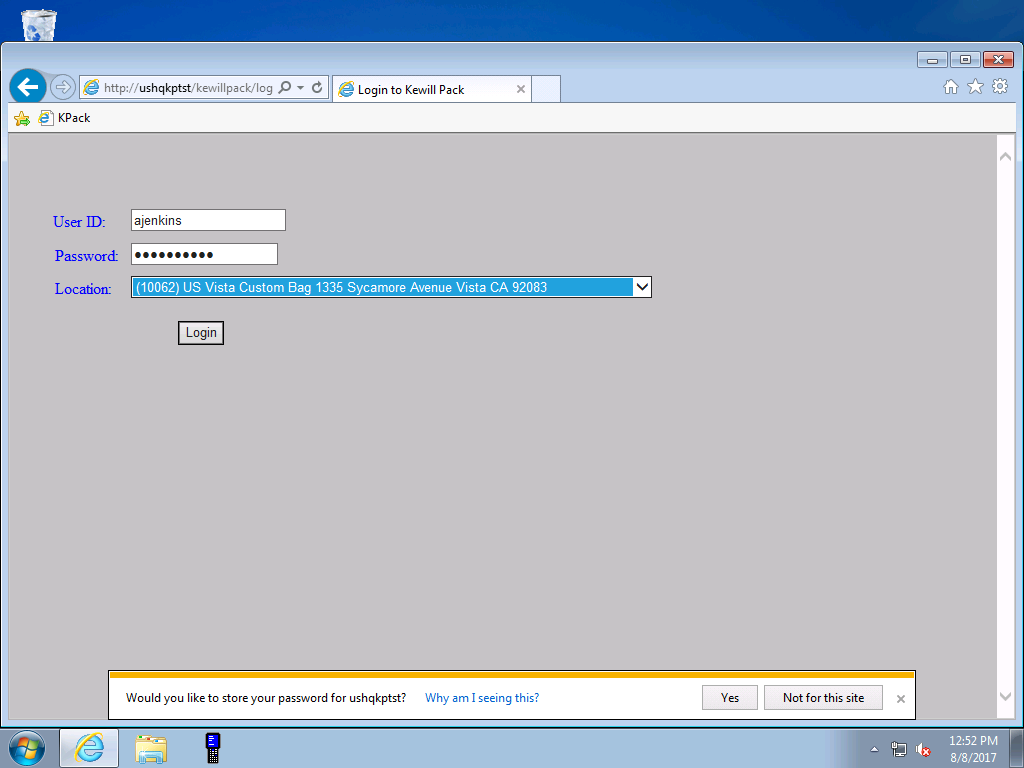 http://ushqkptst/kewillpack/log
Login to Kewill Pack
KPack
User ID: ajenkins
Password: ●●●●●●●●●●
Location: (10062) US Vista Custom Bag 1335 Sycamore Avenue Vista CA 92083
Login
Would you like to store your password for ushqkptst? Why am I seeing this? Yes Not for this site
12:52 PM
8/8/2017